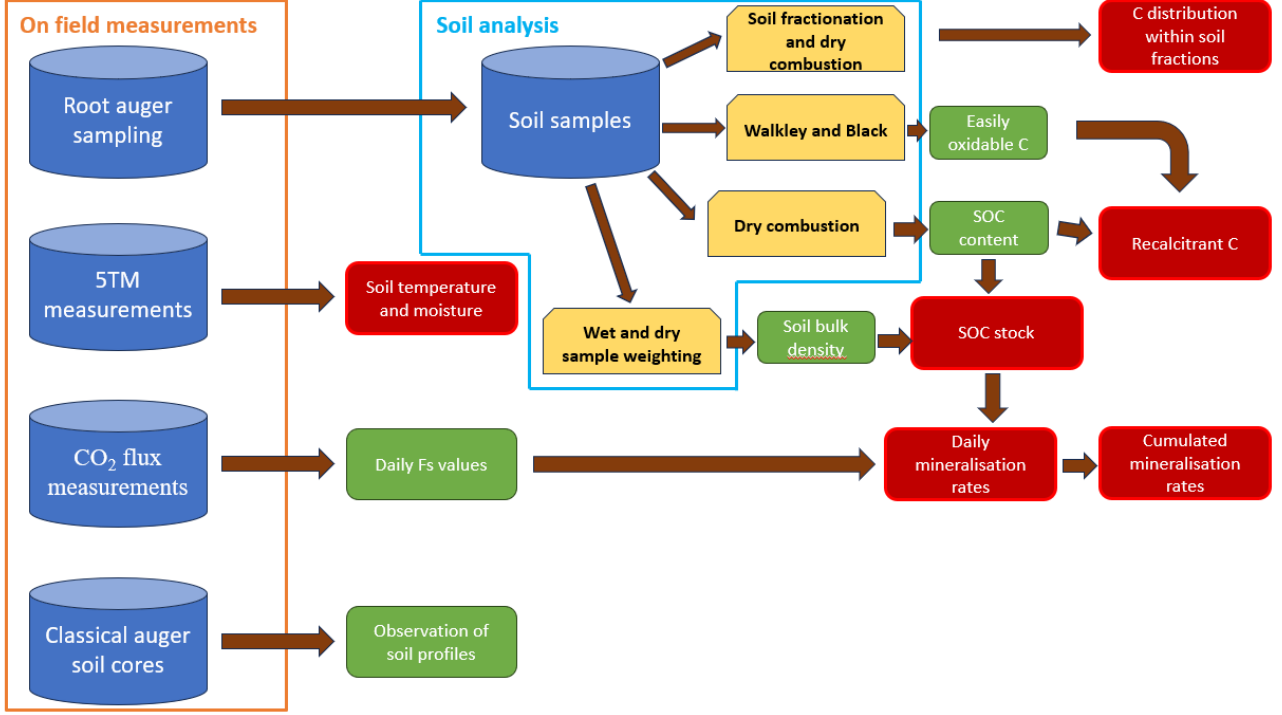 On field measurements
Root auger
sampling
5TM
measurements
CO₂ flux
measurements
Classical auger
soil cores
Soil temperature
and moisture
Daily Fs values
Observation of
soil profiles
Soil analysis
Soil samples
Soil fractionation
and dry
combustion
Walkley and Black
Dry combustion
Wet and dry
sample weighting
Easily
oxidable C
SOC
content
Soil bulk
density
C distribution
within soil
fractions
Recalcitrant C
SOC stock
Daily
mineralisation
rates
Cumulated
mineralisation
rates